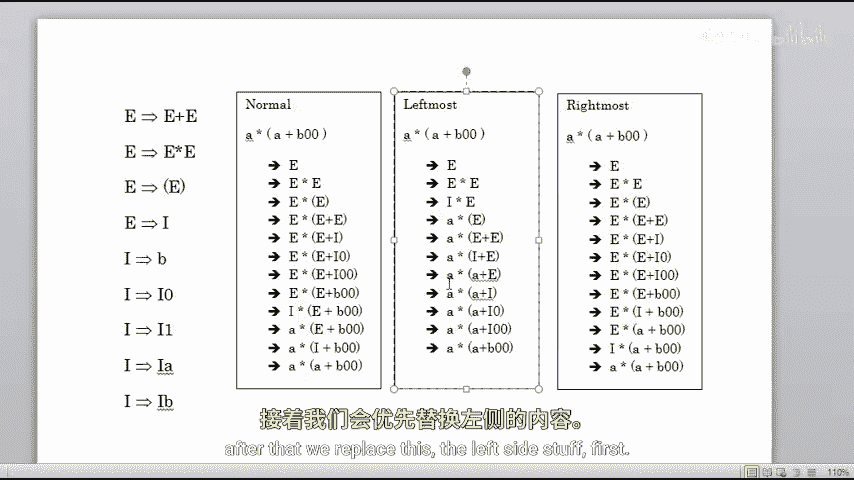 E ⇒ E+E
E ⇒ E*E
E ⇒ (E)
E ⇒ I
I ⇒ b
I ⇒ I0
I ⇒ I1
I ⇒ Ia
I ⇒ Ib
Normal
a * ( a + b00 )
➔ E
➔ E * E
➔ E * (E)
➔ E * (E+E)
➔ E * (E+I)
➔ E * (E+I0)
➔ E * (E+I00)
➔ E * (E+b00)
➔ I * (E + b00)
➔ a * (E + b00)
➔ a * (I + b00)
➔ a * (a + b00)
Leftmost
a * ( a + b00 )
➔ E
➔ E * E
➔ I * E
➔ a * (E)
➔ a * (E+E)
➔ a * (I+E)
➔ a * (a+E)
➔ a * (a+I)
➔ a * (a+I0)
➔ a * (a+I00)
➔ a * (a+b00)
Rightmost
a * ( a + b00 )
➔ E
➔ E * E
➔ E * (E)
➔ E * (E+E)
➔ E * (E+I)
➔ E * (E+I0)
➔ E * (E+I00)
➔ E * (E+b00)
➔ E * (I + b00)
➔ E * (a + b00)
➔ I * (a + b00)
➔ a * (a + b00)
接着我们会优先替换左侧的内容。
after that we replace this, the left side stuff, first.
110%